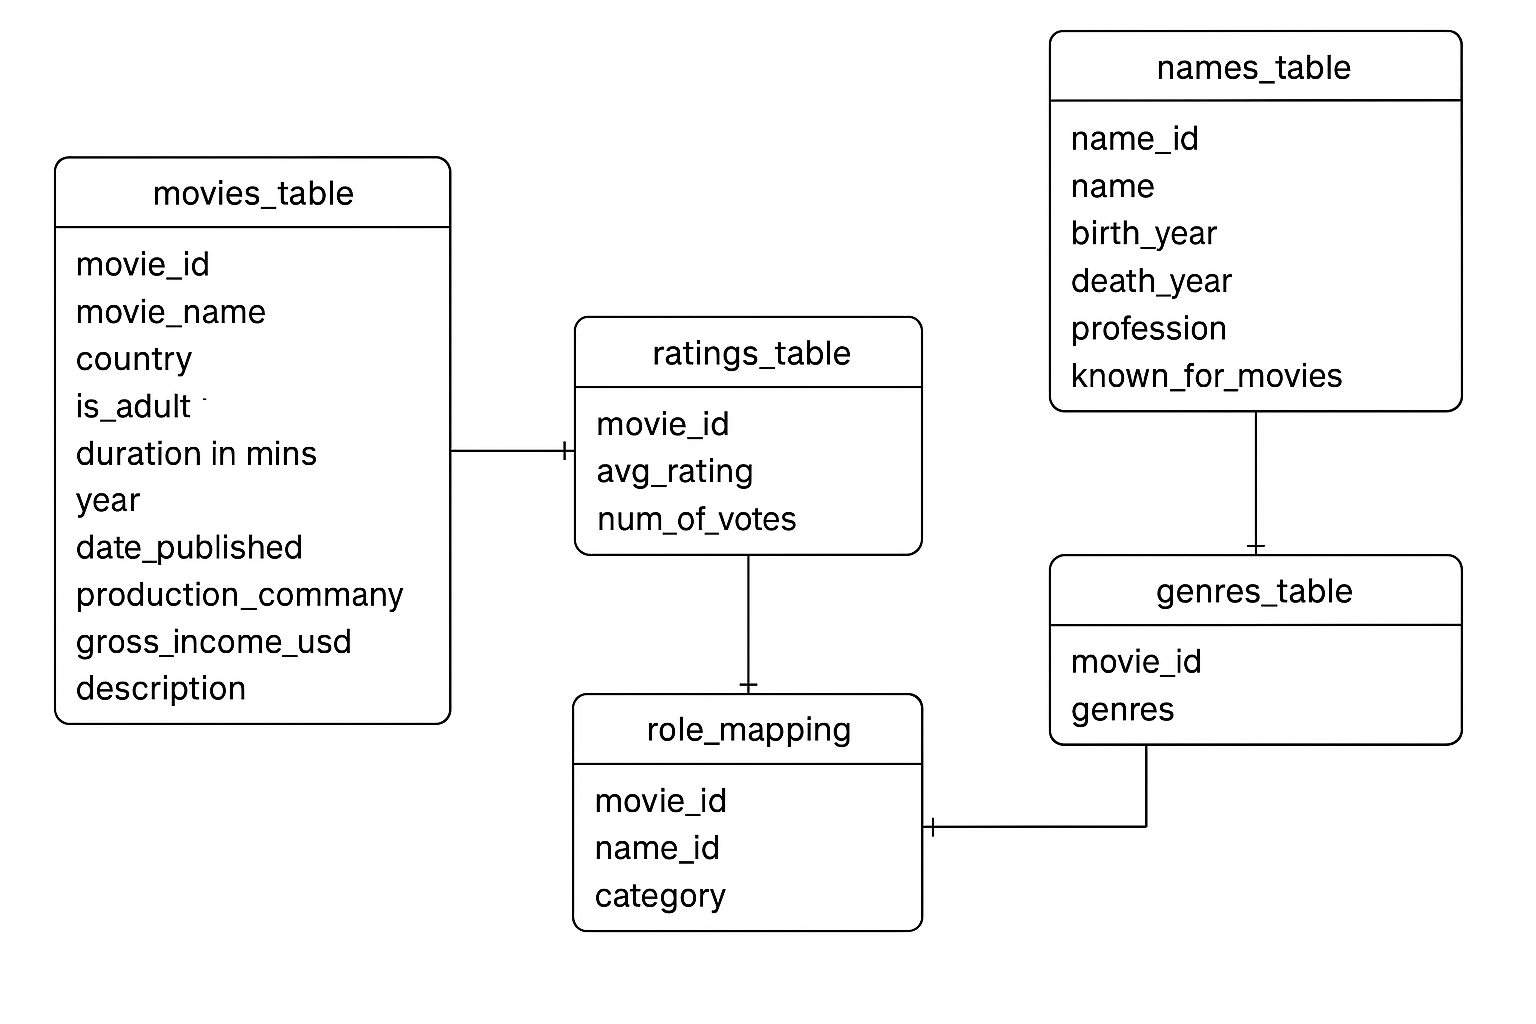 movies_table
movie_id
movie_name
country
is_adult
duration in mins
year
date_published
production_commany
gross_income_usd
description
ratings_table
movie_id
avg_rating
num_of_votes
role_mapping
movie_id
name_id
category
names_table
name_id
name
birth_year
death_year
profession
known_for_movies
genres_table
movie_id
genres